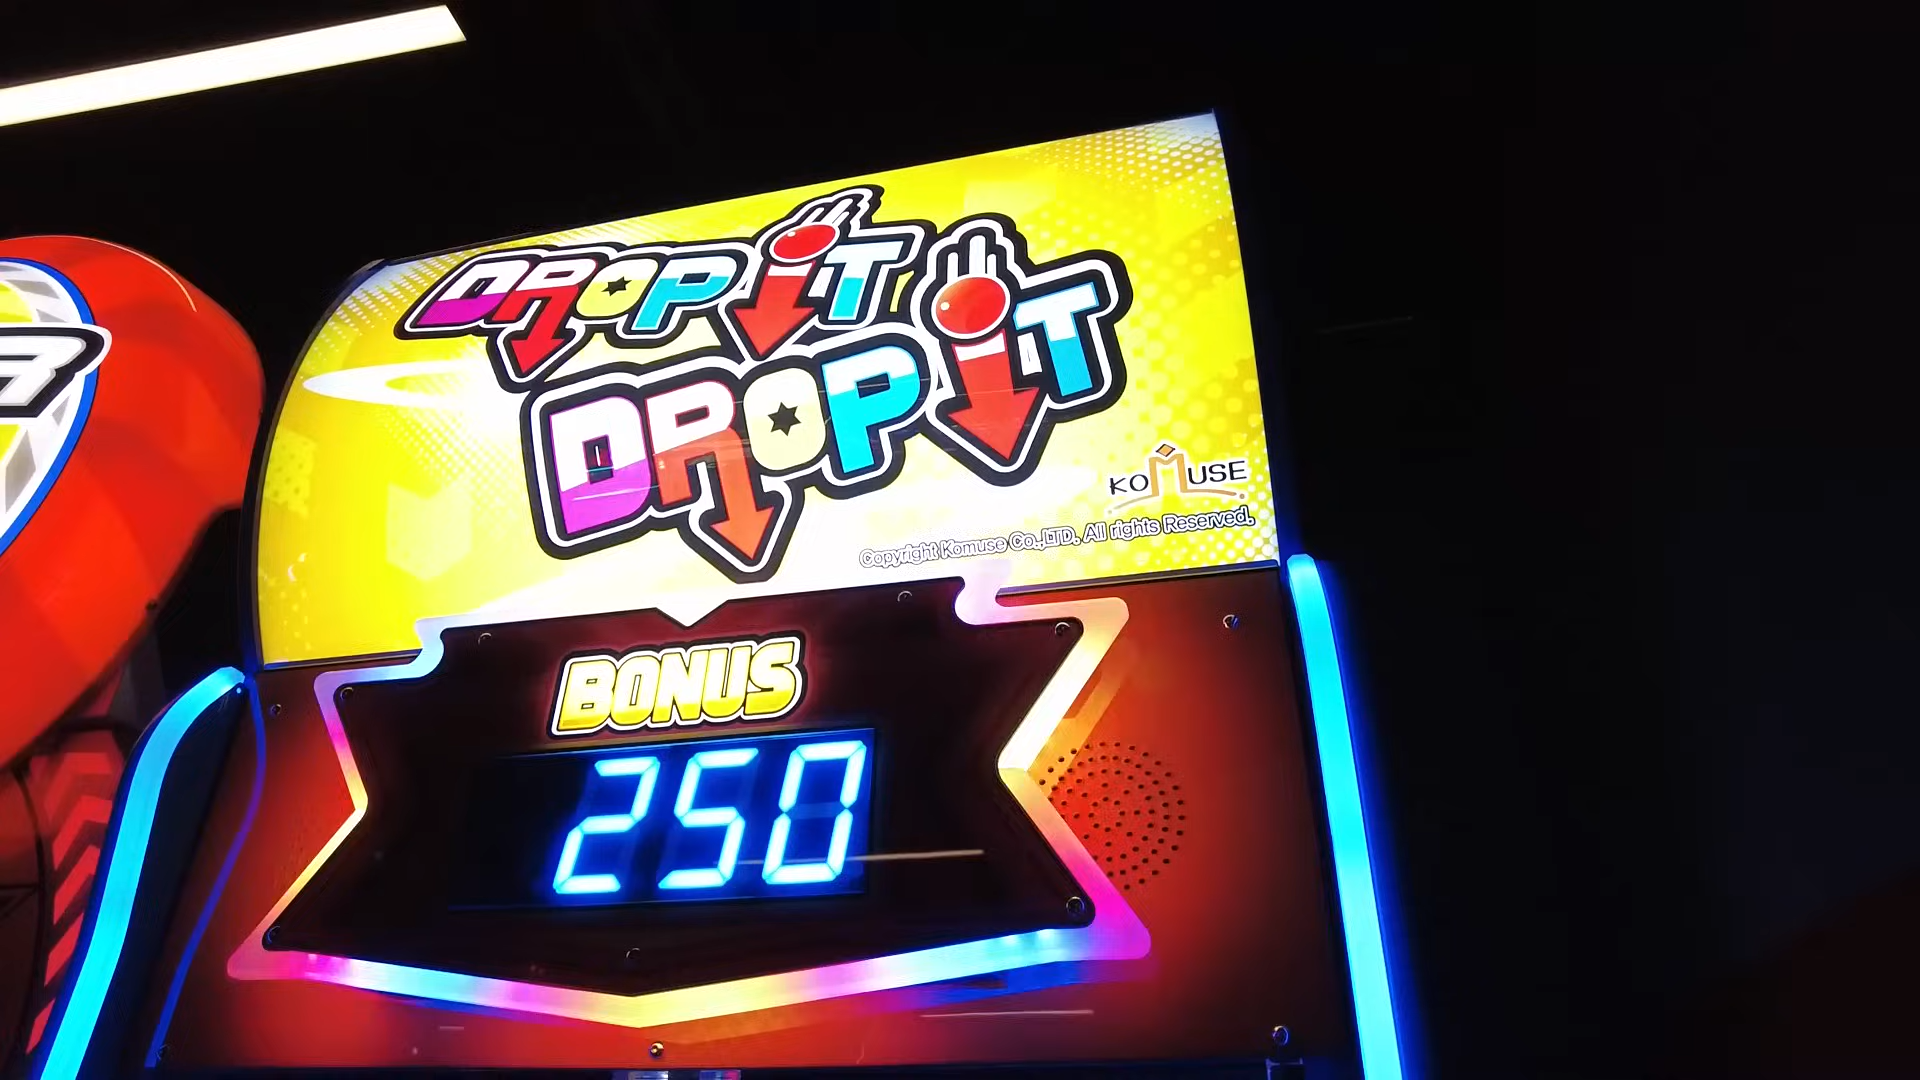 DROP iT
DROP iT
KOMUSE
Copyright Komuse Co.,LTD. All rights Reserved.
BONUS
250